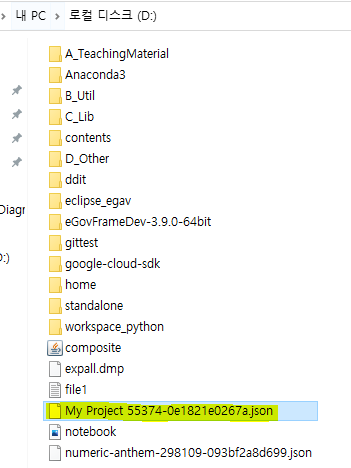 내 PC > 로컬 디스크 (D:)
A_TeachingMaterial
Anaconda3
B_Util
C_Lib
contents
D_Other
ddit
eclipse_egav
Diagr
eGovFrameDev-3.9.0-64bit
gittest
:)
google-cloud-sdk
home
standalone
workspace_python
composite
expall.dmp
file1
My Project 55374-0e1821e0267a.json
notebook
numeric-anthem-298109-093bf2a8d699.json